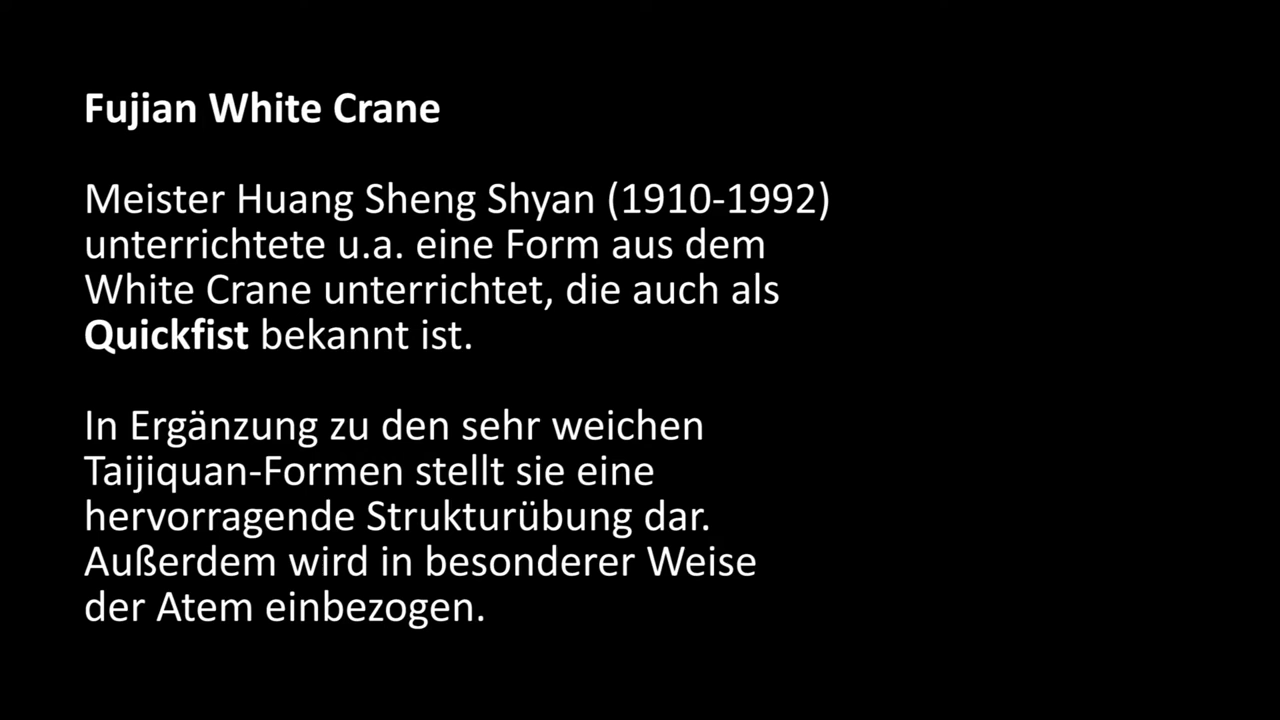 Fujian White Crane
Meister Huang Sheng Shyan (1910-1992)
unterrichtete u.a. eine Form aus dem
White Crane unterrichtet, die auch als
Quickfist bekannt ist.
In Ergänzung zu den sehr weichen
Taijiquan-Formen stellt sie eine
hervorragende Strukturübung dar.
Außerdem wird in besonderer Weise
der Atem einbezogen.